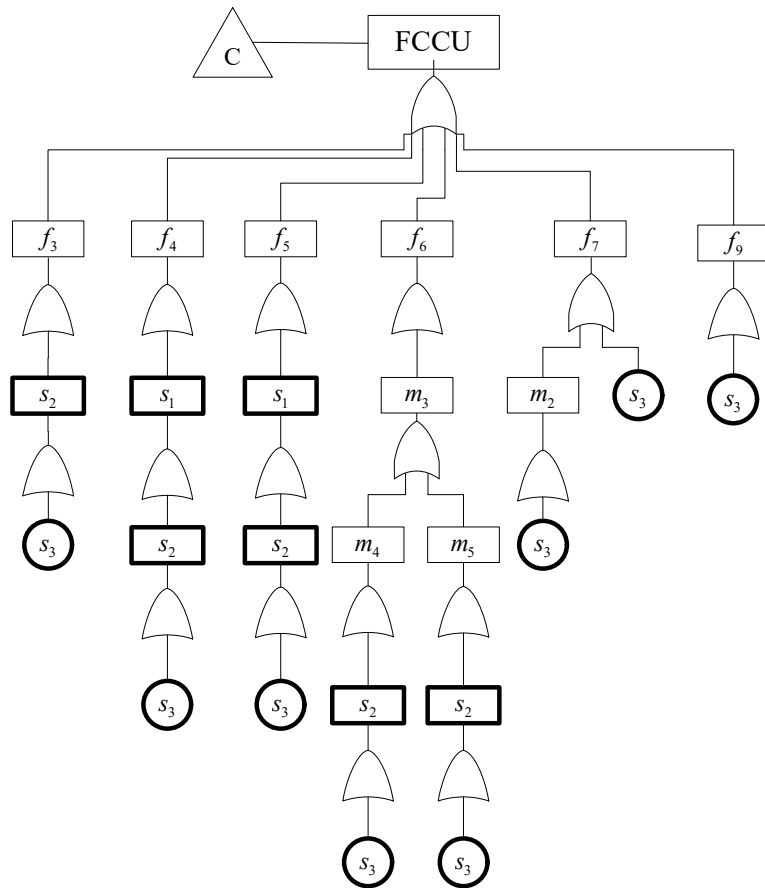 FCCU
C
f₃ f₄ f₅ f₆ f₇ f₉
s₂ s₁ s₁ m₃ m₂ s₃ s₃
s₃ s₂ s₂ m₄ m₅ s₃
s₃ s₃ s₂ s₂
s₃ s₃